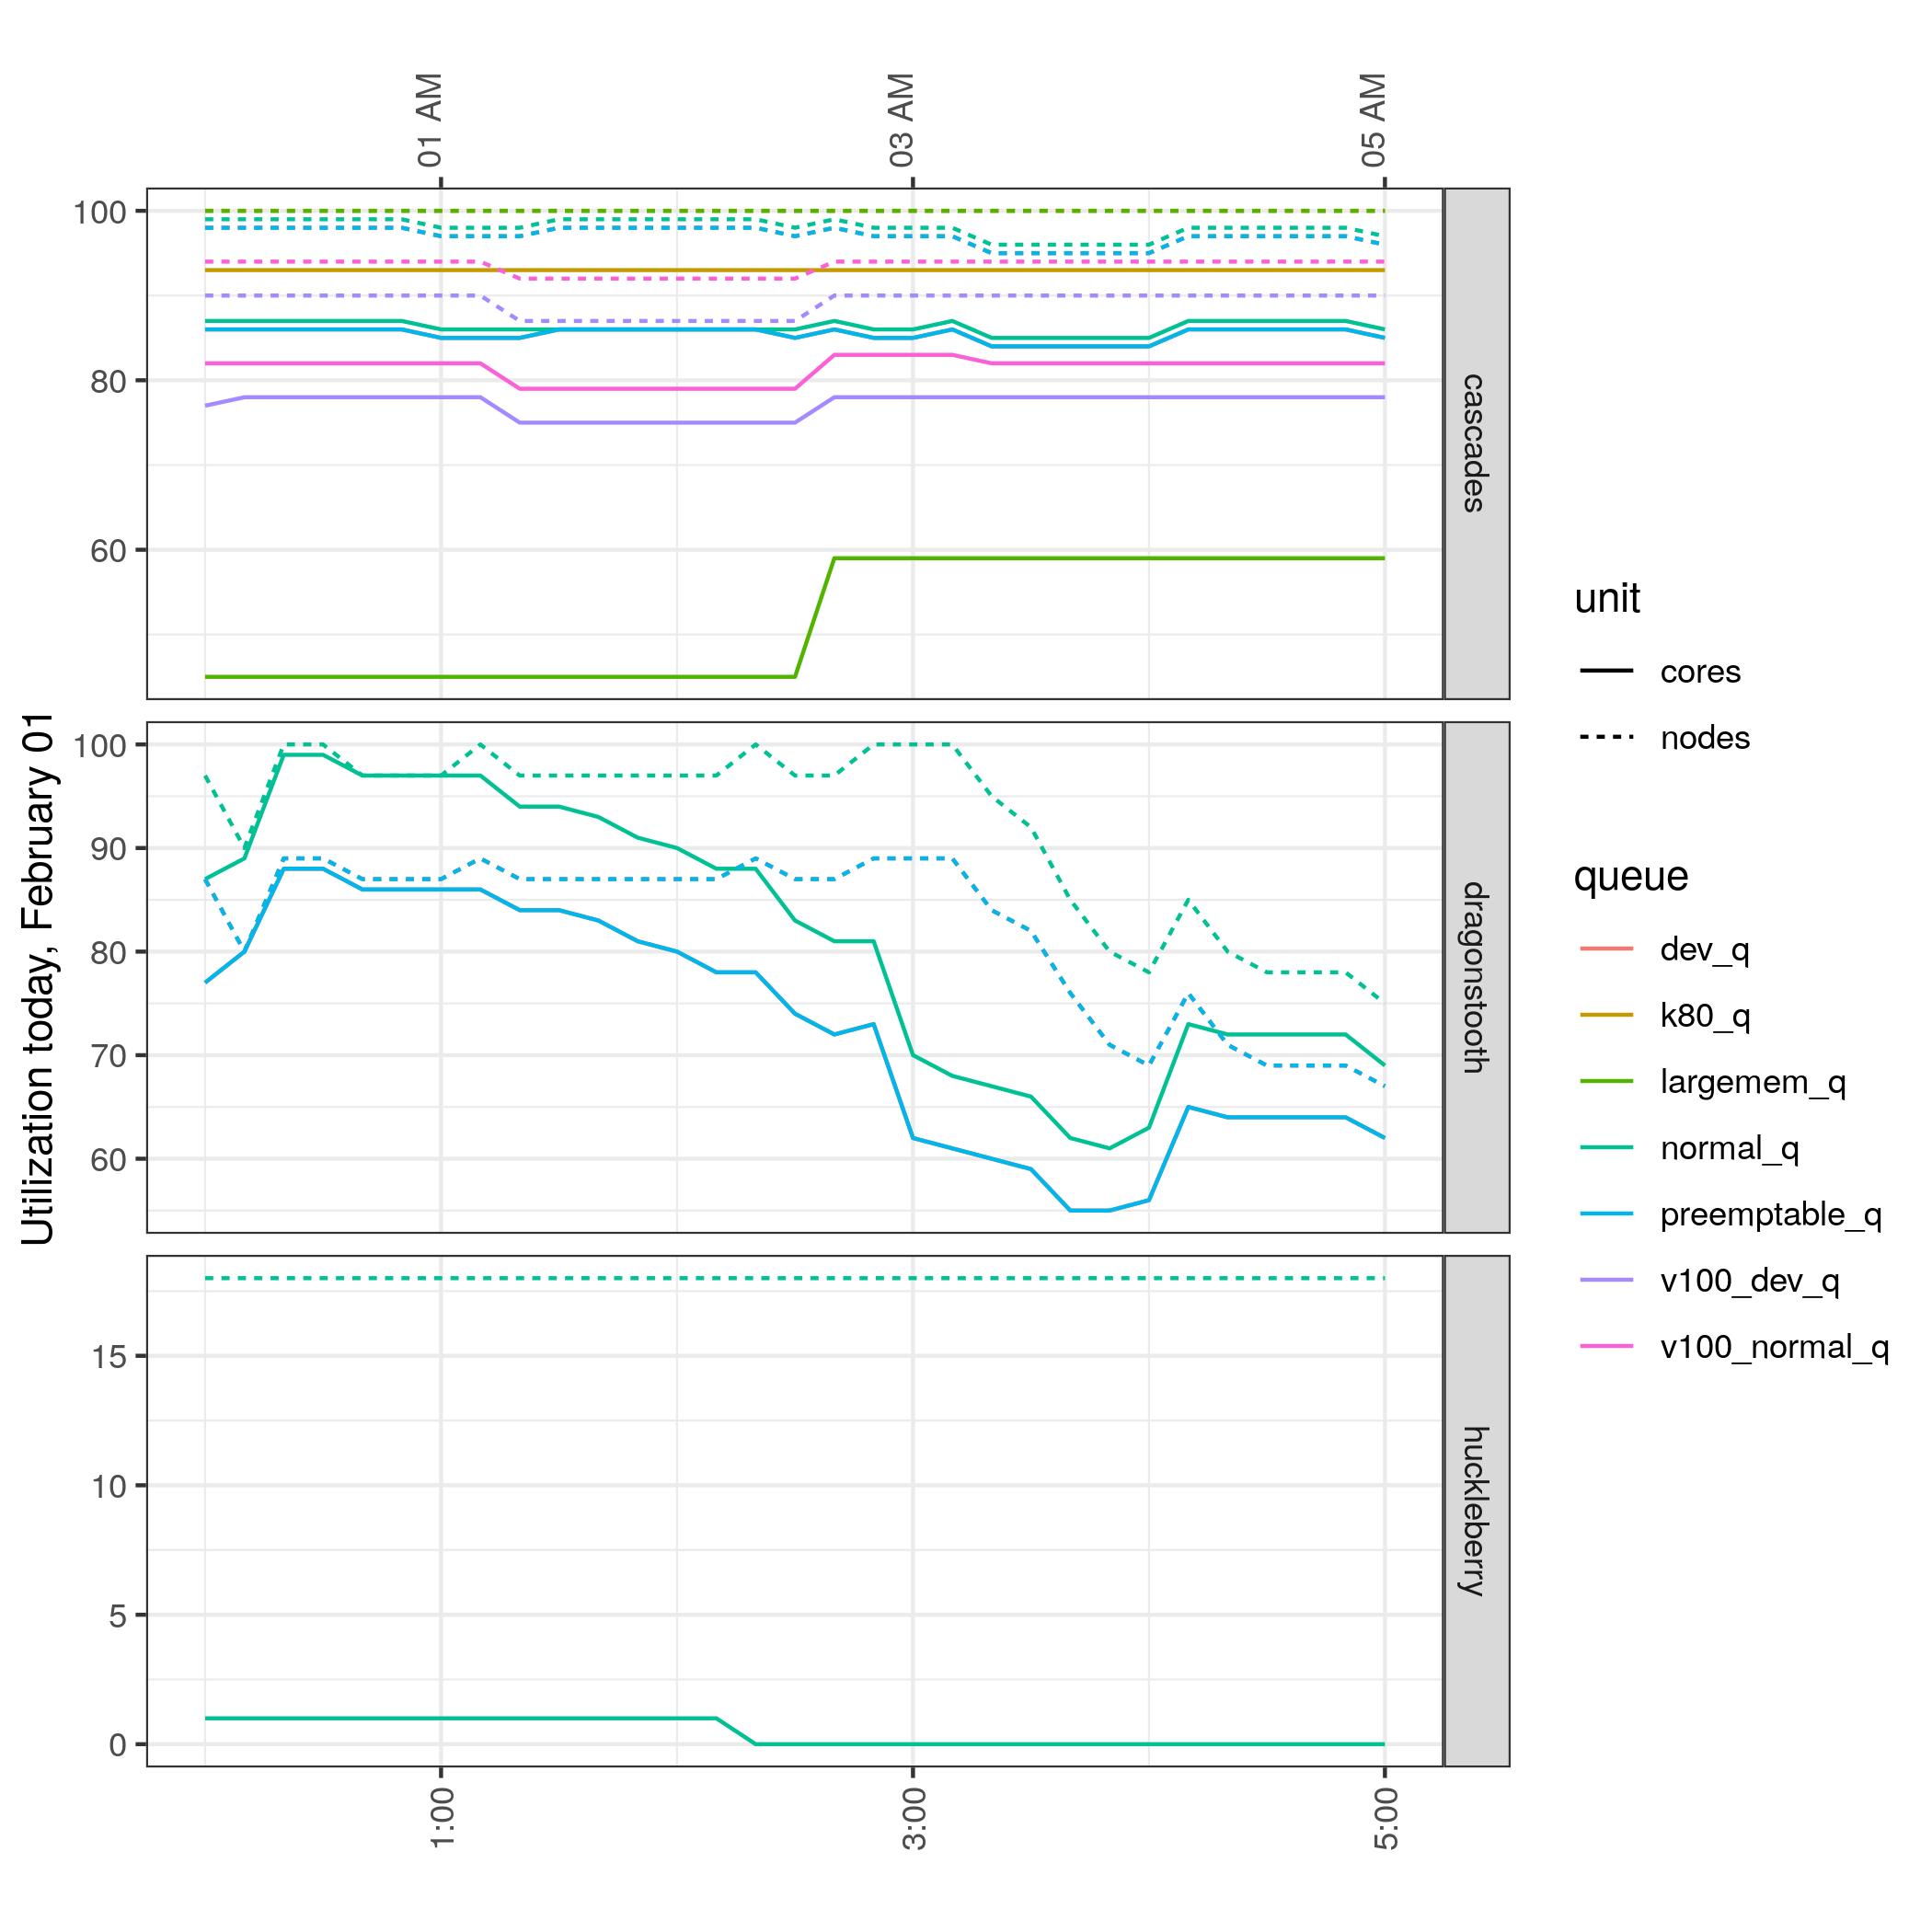 01 AM
03 AM
05 AM
Utilization today, February 01
100
80
60
cascades
100
90
80
70
60
dragonstooth
15
10
5
0
huckleberry
1:00
3:00
5:00
unit
cores
nodes
queue
dev_q
k80_q
largemem_q
normal_q
preemptable_q
v100_dev_q
v100_normal_q